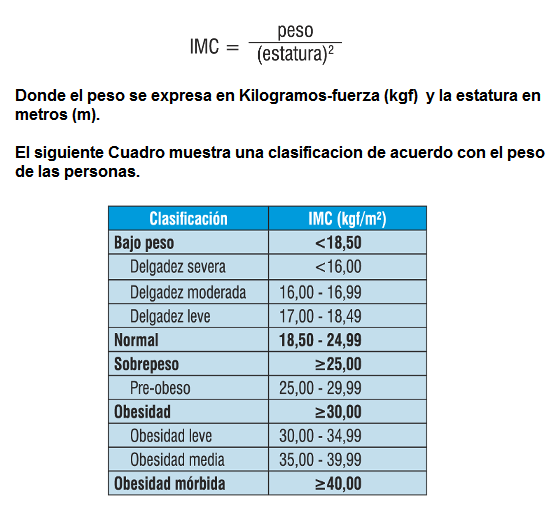 IMC = peso
(estatura)²
Donde el peso se expresa en Kilogramos-fuerza (kgf) y la estatura en
metros (m).
El siguiente Cuadro muestra una clasificacion de acuerdo con el peso
de las personas.
Clasificación IMC (kgf/m²)
Bajo peso <18,50
Delgadez severa <16,00
Delgadez moderada 16,00 - 16,99
Delgadez leve 17,00 - 18,49
Normal 18,50 - 24,99
Sobrepeso ≥25,00
Pre-obeso 25,00 - 29,99
Obesidad ≥30,00
Obesidad leve 30,00 - 34,99
Obesidad media 35,00 - 39,99
Obesidad mórbida ≥40,00